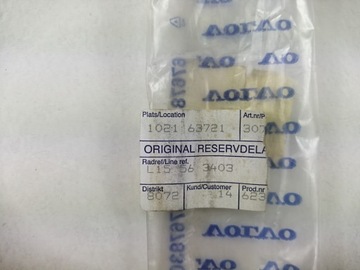 Plats/Location Art.nr/P
1021 63721 307
ORIGINAL RESERVDELA
Radref/Line ref.
L15 56 3403
Distrikt Kund/Customer Prod.nr
8072 14 623
VOLVO
VOLVO
VOLVO
VOLVO
VOLVO
VOLVO